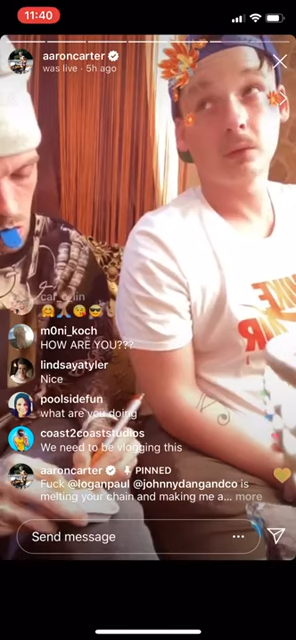 11:40
aaroncarter
was live · 5h ago
m0ni_koch
HOW ARE YOU???
lindsayatyler
Nice
poolsidefun
what are you doing
coast2coaststudios
We need to be vlogging this
aaroncarter PINNED
Fuck @loganpaul @johnnydangandco is
melting your chain and making me a... more
Send message